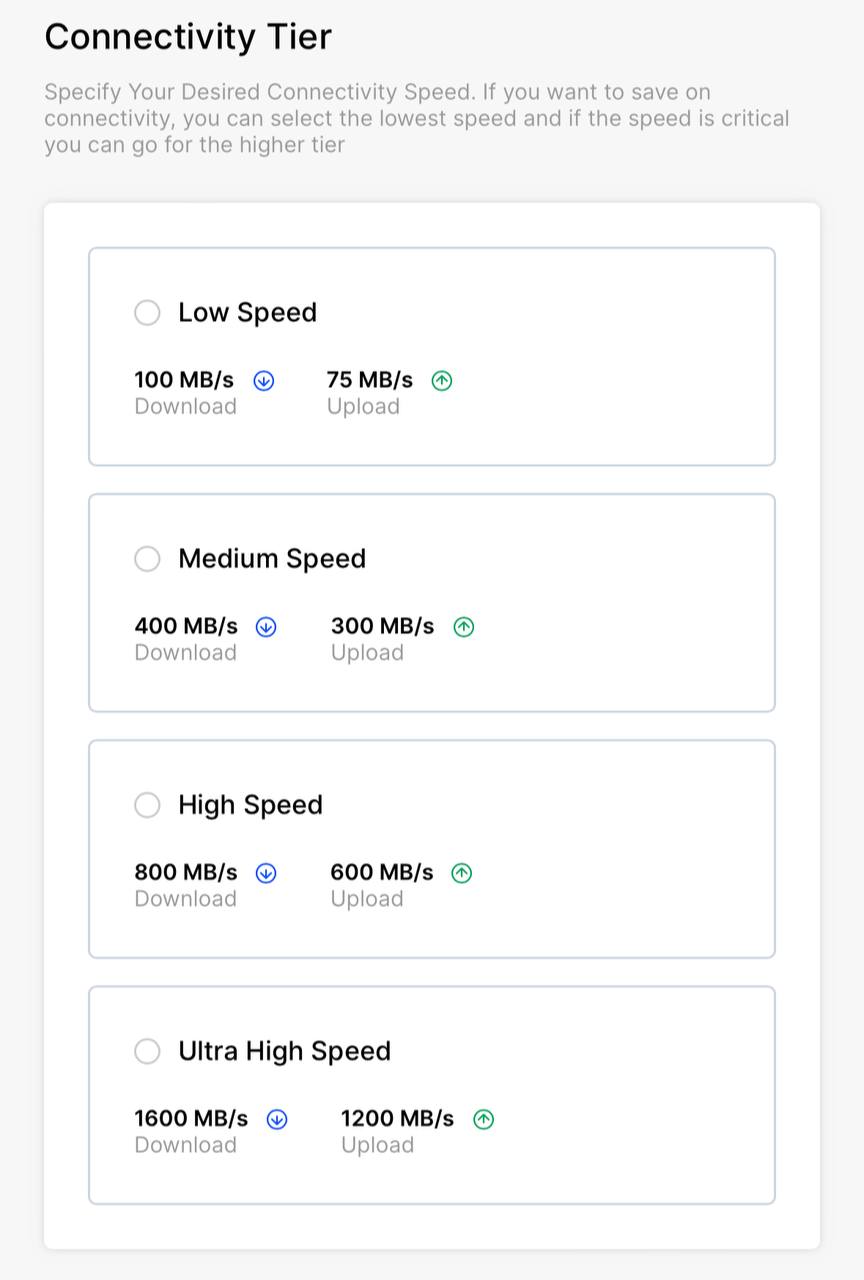 Connectivity Tier
Specify Your Desired Connectivity Speed. If you want to save on
connectivity, you can select the lowest speed and if the speed is critical
you can go for the higher tier
Low Speed
100 MB/s 75 MB/s
Download Upload
Medium Speed
400 MB/s 300 MB/s
Download Upload
High Speed
800 MB/s 600 MB/s
Download Upload
Ultra High Speed
1600 MB/s 1200 MB/s
Download Upload